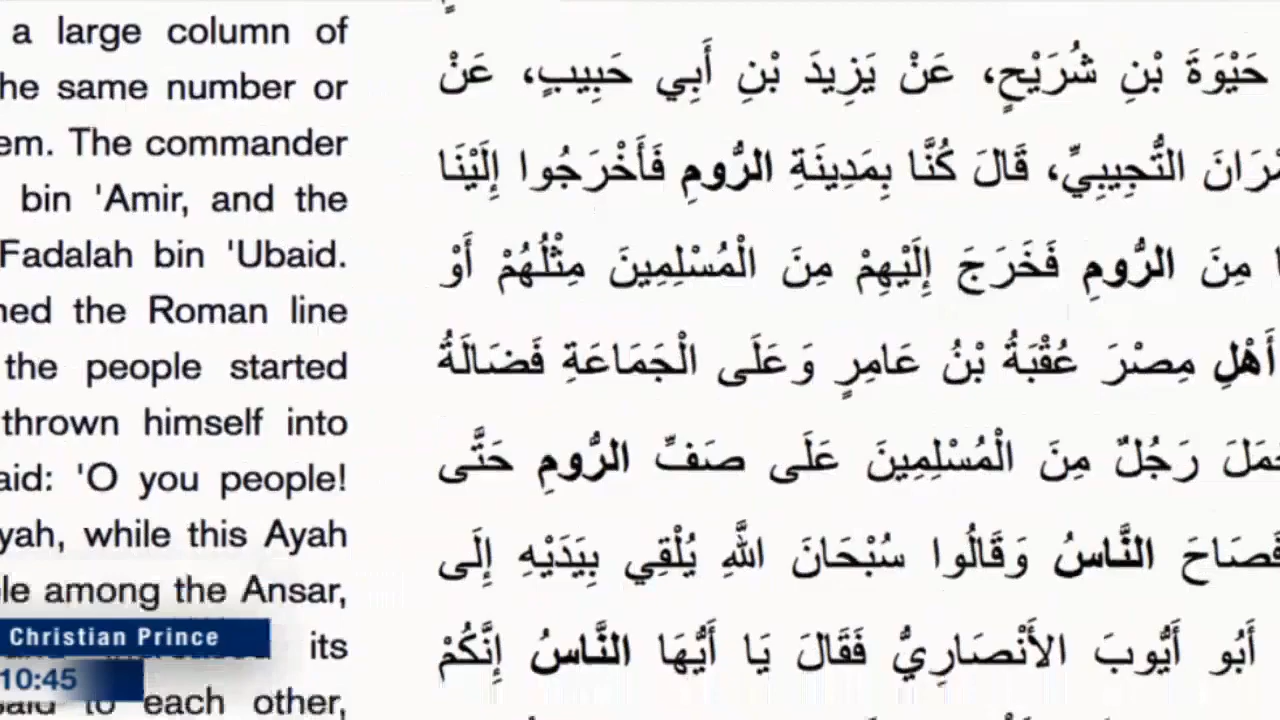 a large column of
he same number or
em. The commander
bin 'Amir, and the
Fadalah bin 'Ubaid.
ned the Roman line
the people started
thrown himself into
aid: 'O you people!
yah, while this Ayah
le among the Ansar,
its
said to each other,
حَيْوَةَ بْنِ شُرَيْحٍ، عَنْ يَزِيدَ بْنِ أَبِي حَبِيبٍ، عَنْ
مْرَانَ التُّجِيبِيِّ، قَالَ كُنَّا بِمَدِينَةِ الرُّومِ فَأَخْرَجُوا إِلَيْنَا
مِنَ الرُّومِ فَخَرَجَ إِلَيْهِمْ مِنَ الْمُسْلِمِينَ مِثْلُهُمْ أَوْ
أَهْلِ مِصْرَ عُقْبَةُ بْنُ عَامِرٍ وَعَلَى الْجَمَاعَةِ فَضَالَةُ
حَمَلَ رَجُلٌ مِنَ الْمُسْلِمِينَ عَلَى صَفِّ الرُّومِ حَتَّى
فَصَاحَ النَّاسُ وَقَالُوا سُبْحَانَ اللَّهِ يُلْقِي بِيَدَيْهِ إِلَى
أَبُو أَيُّوبَ الأَنْصَارِيُّ فَقَالَ يَا أَيُّهَا النَّاسُ إِنَّكُمْ
Christian Prince
10:45